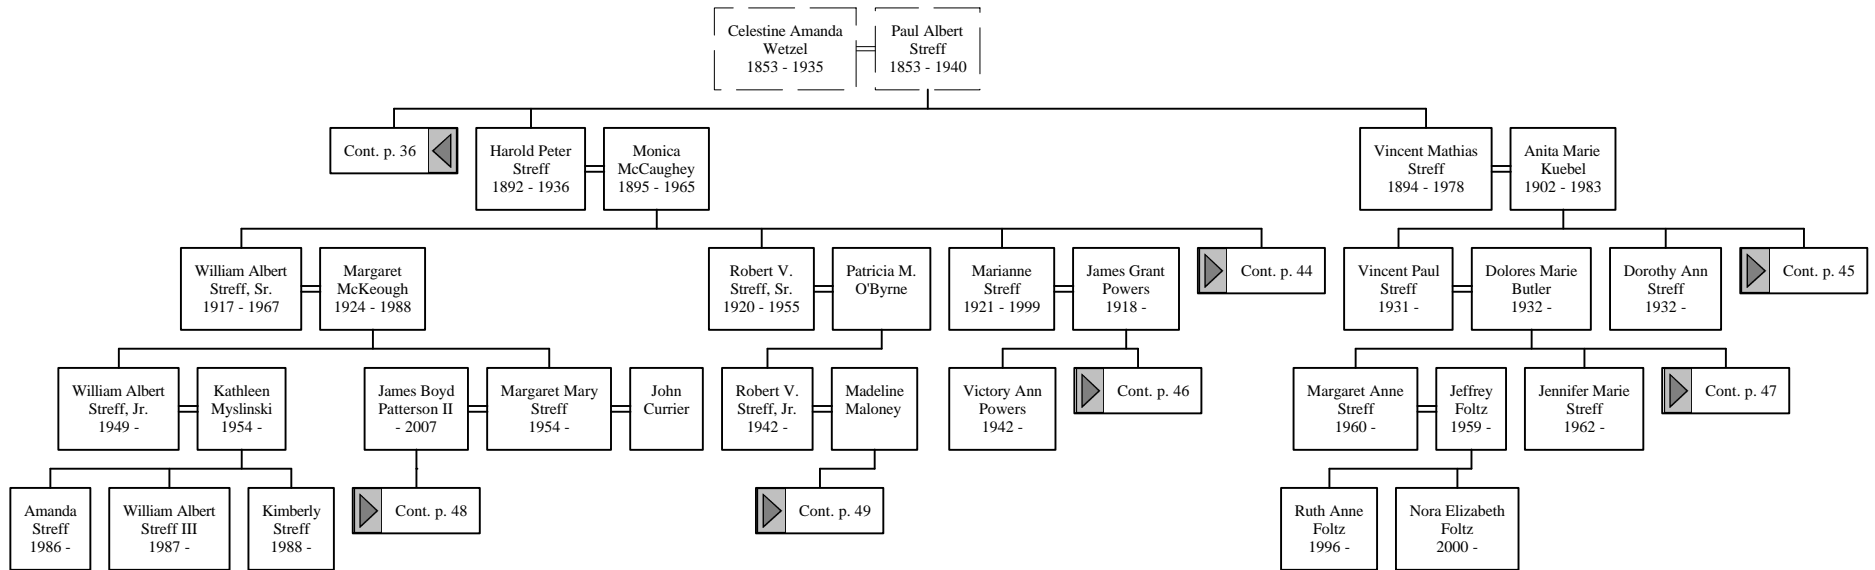 Celestine Amanda
Wetzel
1853 - 1935
Paul Albert
Streff
1853 - 1940
Cont. p. 36
Harold Peter
Streff
1892 - 1936
Monica
McCaughey
1895 - 1965
Vincent Mathias
Streff
1894 - 1978
Anita Marie
Kuebel
1902 - 1983
William Albert
Streff, Sr.
1917 - 1967
Margaret
McKeough
1924 - 1988
Robert V.
Streff, Sr.
1920 - 1955
Patricia M.
O'Byrne
Marianne
Streff
1921 - 1999
James Grant
Powers
1918 -
Cont. p. 44
Vincent Paul
Streff
1931 -
Dolores Marie
Butler
1932 -
Dorothy Ann
Streff
1932 -
Cont. p. 45
William Albert
Streff, Jr.
1949 -
Kathleen
Myslinski
1954 -
James Boyd
Patterson II
- 2007
Margaret Mary
Streff
1954 -
John
Currier
Robert V.
Streff, Jr.
1942 -
Madeline
Maloney
Victory Ann
Powers
1942 -
Cont. p. 46
Margaret Anne
Streff
1960 -
Jeffrey
Foltz
1959 -
Jennifer Marie
Streff
1962 -
Cont. p. 47
Amanda
Streff
1986 -
William Albert
Streff III
1987 -
Kimberly
Streff
1988 -
Cont. p. 48
Cont. p. 49
Ruth Anne
Foltz
1996 -
Nora Elizabeth
Foltz
2000 -